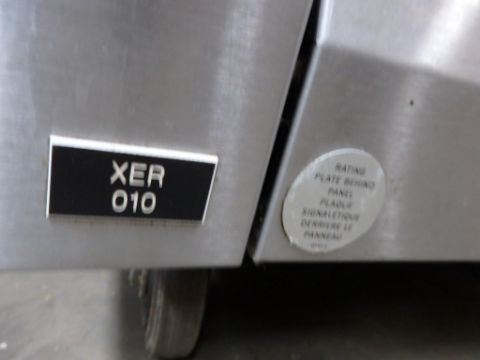 XER
010
RATING
PLATE BEHIND
PANEL
PLAQUE
SIGNALETIQUE
DERRIERE LE
PANNEAU